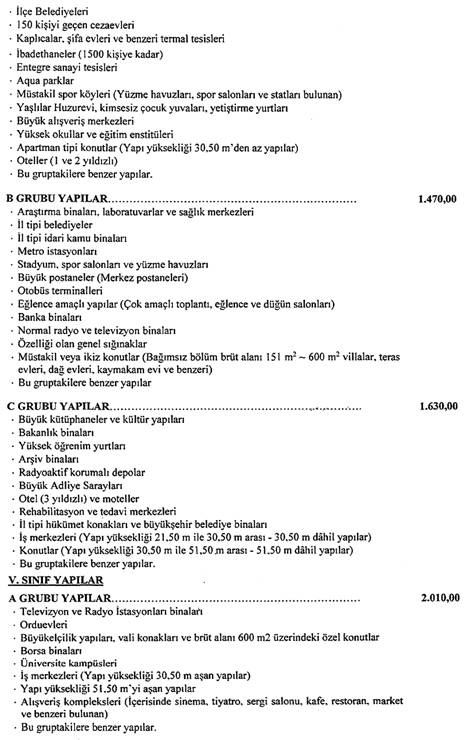 · İlçe Belediyeleri
· 150 kişiyi geçen cezaevleri
· Kaplıcalar, şifa evleri ve benzeri termal tesisleri
· İbadethaneler (1500 kişiye kadar)
· Entegre sanayi tesisleri
· Aqua parklar
· Müstakil spor köyleri (Yüzme havuzları, spor salonları ve statları bulunan)
· Yaşlılar Huzurevi, kimsesiz çocuk yuvaları, yetiştirme yurtları
· Büyük alışveriş merkezleri
· Yüksek okullar ve eğitim enstitüleri
· Apartman tipi konutlar (Yapı yüksekliği 30,50 m'den az yapılar)
· Oteller (1 ve 2 yıldızlı)
· Bu gruptakilere benzer yapılar.
B GRUBU YAPILAR.................................................................. 1.470,00
· Araştırma binaları, laboratuvarlar ve sağlık merkezleri
· İl tipi belediyeler
· İl tipi idari kamu binaları
· Metro istasyonları
· Stadyum, spor salonları ve yüzme havuzları
· Büyük postaneler (Merkez postaneleri)
· Otobüs terminalleri
· Eğlence amaçlı yapılar (Çok amaçlı toplantı, eğlence ve düğün salonları)
· Banka binaları
· Normal radyo ve televizyon binaları
· Özelliği olan genel sığınaklar
· Müstakil veya ikiz konutlar (Bağımsız bölüm brüt alanı 151 m² ~ 600 m² villalar, teras
evleri, dağ evleri, kaymakam evi ve benzeri)
· Bu gruptakilere benzer yapılar
C GRUBU YAPILAR.................................................................. 1.630,00
· Büyük kütüphaneler ve kültür yapıları
· Bakanlık binaları
· Yüksek öğrenim yurtları
· Arşiv binaları
· Radyoaktif korumalı depolar
· Büyük Adliye Sarayları
· Otel (3 yıldızlı) ve moteller
· Rehabilitasyon ve tedavi merkezleri
· İl tipi hükümet konakları ve büyükşehir belediye binaları
· İş merkezleri (Yapı yüksekliği 21,50 m ile 30,50 m arası - 30,50 m dâhil yapılar)
· Konutlar (Yapı yüksekliği 30,50 m ile 51,50 m arası - 51,50 m dâhil yapılar)
· Bu gruptakilere benzer yapılar.
V. SINIF YAPILAR
A GRUBU YAPILAR.................................................................. 2.010,00
· Televizyon ve Radyo İstasyonları binaları
· Orduevleri
· Büyükelçilik yapıları, vali konakları ve brüt alanı 600 m2 üzerindeki özel konutlar
· Borsa binaları
· Üniversite kampüsleri
· İş merkezleri (Yapı yüksekliği 30,50 m aşan yapılar)
· Yapı yüksekliği 51,50 m'yi aşan yapılar
· Alışveriş kompleksleri (İçerisinde sinema, tiyatro, sergi salonu, kafe, restoran, market
ve benzeri bulunan)
· Bu gruptakilere benzer yapılar.